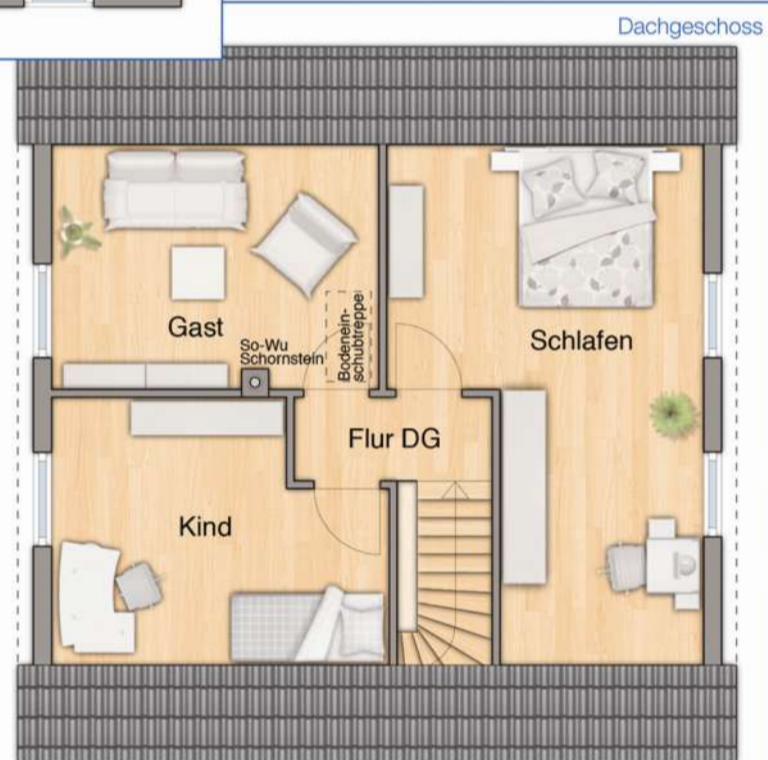 Dachgeschoss
Gast
So-Wu
Schornstein
Bodenein-
schubtreppe
Schlafen
Flur DG
Kind